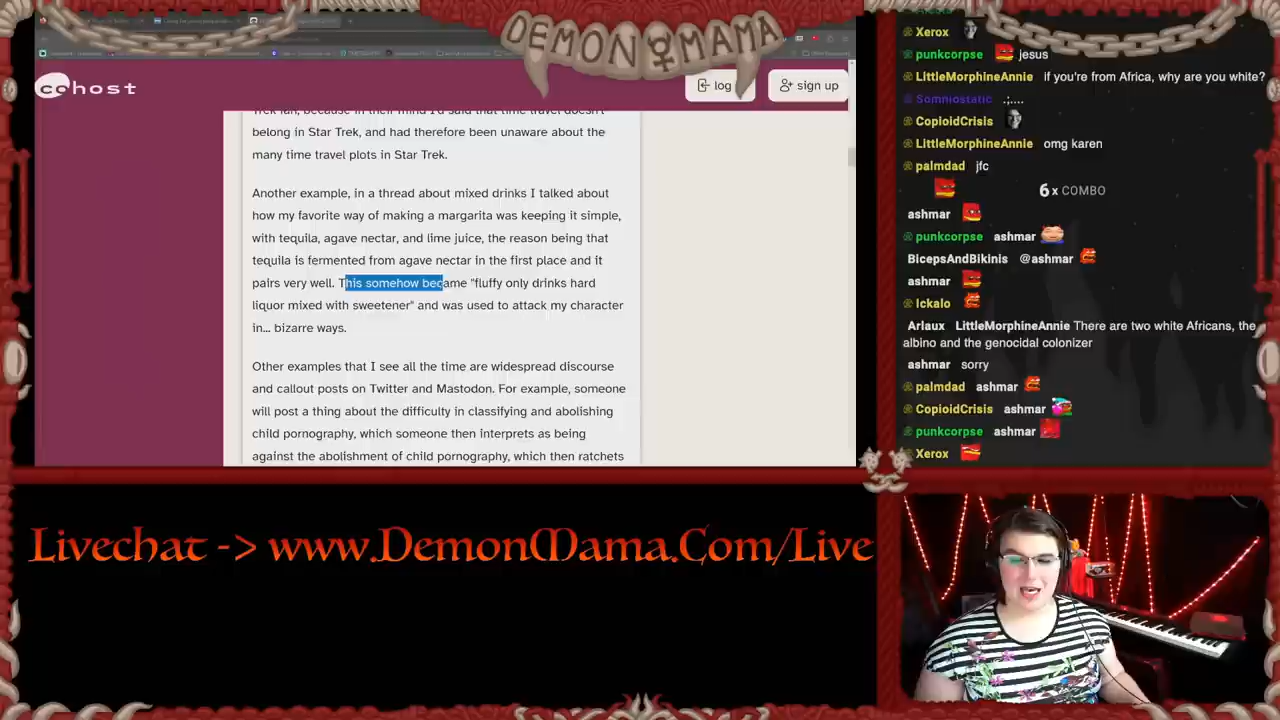 DEMON MAMA
cohost
log
sign up
Trek fan, because in their mind I'd said that time travel doesn't
belong in Star Trek, and had therefore been unaware about the
many time travel plots in Star Trek.
Another example, in a thread about mixed drinks I talked about
how my favorite way of making a margarita was keeping it simple,
with tequila, agave nectar, and lime juice, the reason being that
tequila is fermented from agave nectar in the first place and it
pairs very well. This somehow became "fluffy only drinks hard
liquor mixed with sweetener" and was used to attack my character
in... bizarre ways.
Other examples that I see all the time are widespread discourse
and callout posts on Twitter and Mastodon. For example, someone
will post a thing about the difficulty in classifying and abolishing
child pornography, which someone then interprets as being
against the abolishment of child pornography, which then ratchets
Xerox
punkcorpse jesus
LittleMorphineAnnie if you're from Africa, why are you white?
Somniostatic .;....
CopioidCrisis
LittleMorphineAnnie omg karen
palmdad jfc
6 x COMBO
ashmar
punkcorpse ashmar
BicepsAndBikinis @ashmar
ashmar
Ickalo
Arlaux LittleMorphineAnnie There are two white Africans, the
albino and the genocidal colonizer
ashmar sorry
palmdad ashmar
CopioidCrisis ashmar
punkcorpse ashmar
Xerox
Livechat -> www.DemonMama.Com/Live